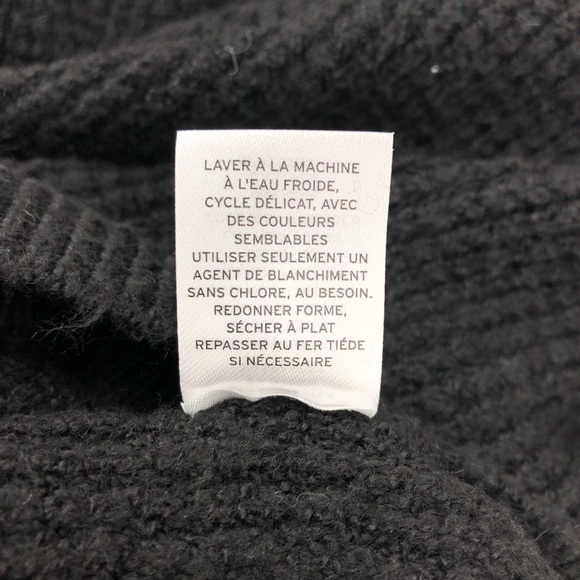 LAVER À LA MACHINE
À L'EAU FROIDE,
CYCLE DÉLICAT, AVEC
DES COULEURS
SEMBLABLES
UTILISER SEULEMENT UN
AGENT DE BLANCHIMENT
SANS CHLORE, AU BESOIN.
REDONNER FORME,
SÉCHER À PLAT
REPASSER AU FER TIÉDE
SI NÉCESSAIRE